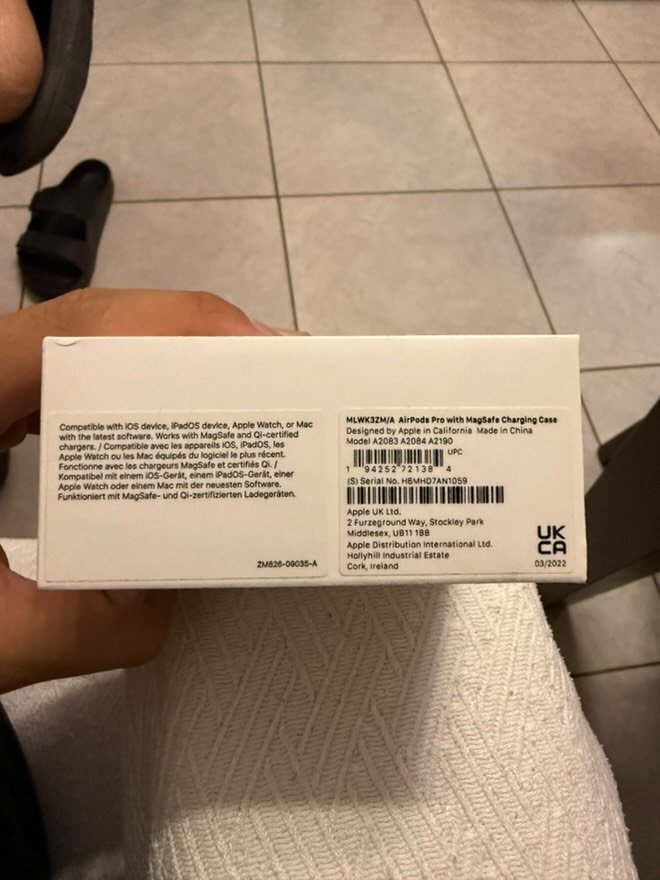 Compatible with iOS device, iPadOS device, Apple Watch, or Mac
with the latest software. Works with MagSafe and Qi-certified
chargers. / Compatible avec les appareils iOS, iPadOS, les
Apple Watch ou les Mac équipés du logiciel le plus récent.
Fonctionne avec les chargeurs MagSafe et certifiés Qi. /
Kompatibel mit einem iOS-Gerät, einem iPadOS-Gerät, einer
Apple Watch oder einem Mac mit der neuesten Software.
Funktioniert mit MagSafe- und Qi-zertifizierten Ladegeräten.
ZM826-09035-A
MLWK3ZM/A AirPods Pro with MagSafe Charging Case
Designed by Apple in California Made in China
Model A2083 A2084 A2190
UPC
1 94252 72138 4
(S) Serial No. H6MHD7AN1059
Apple UK Ltd.
2 Furzeground Way, Stockley Park
Middlesex, UB11 1BB
Apple Distribution International Ltd.
Hollyhill Industrial Estate
Cork, Ireland
UK
CA
03/2022